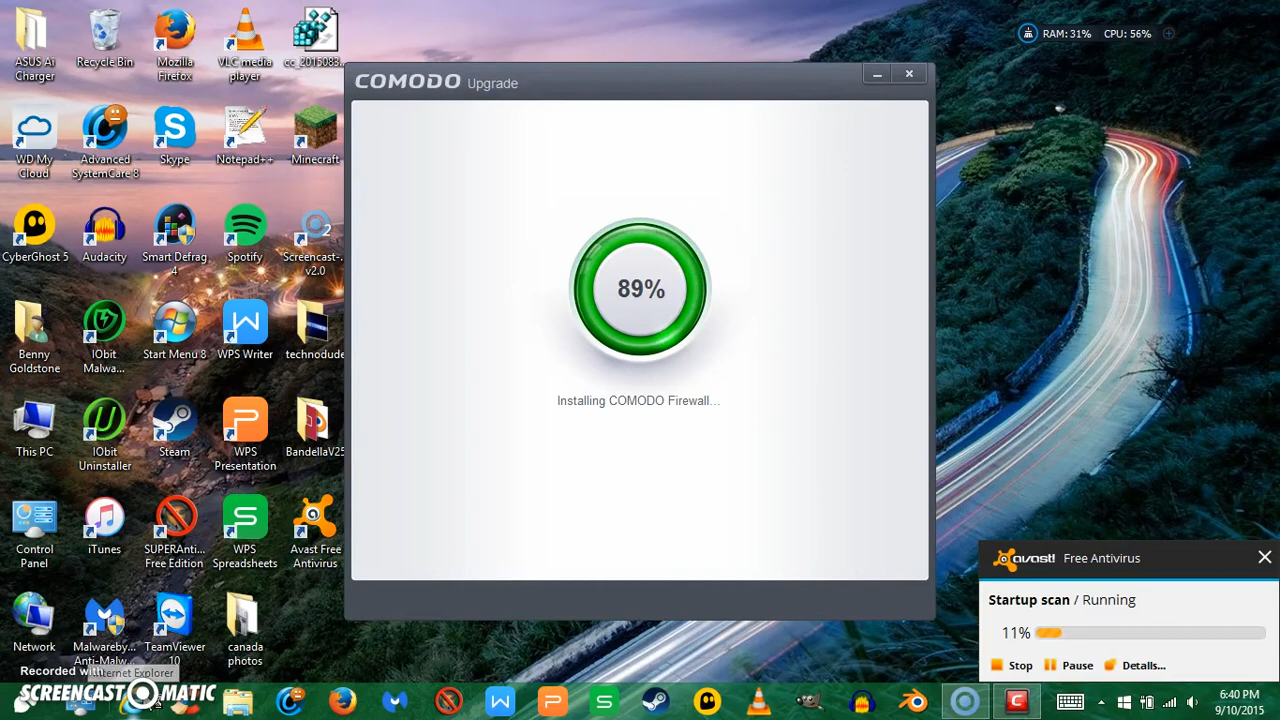 ASUS Ai
Charger
Recycle Bin
Mozilla
Firefox
VLC media
player
cc_2015083...
RAM: 31% CPU: 56%
COMODO Upgrade
WD My
Cloud
Advanced
SystemCare 8
Skype
Notepad++
Minecraft
CyberGhost 5
Audacity
Smart Defrag
4
Spotify
2
Screencast-...
v2.0
89%
Installing COMODO Firewall...
Benny
Goldstone
IObit
Malwa...
Start Menu 8
WPS Writer
technodude
This PC
IObit
Uninstaller
Steam
WPS
Presentation
BandellaV25
Control
Panel
iTunes
SUPERAnti...
Free Edition
WPS
Spreadsheets
Avast Free
Antivirus
avast! Free Antivirus
Startup scan / Running
11%
Stop Pause Details...
Network
Malwareby...
Anti-Malw...
TeamViewer
10
canada
photos
Recorded with
Internet Explorer
SCREENCAST MATIC
6:40 PM
9/10/2015